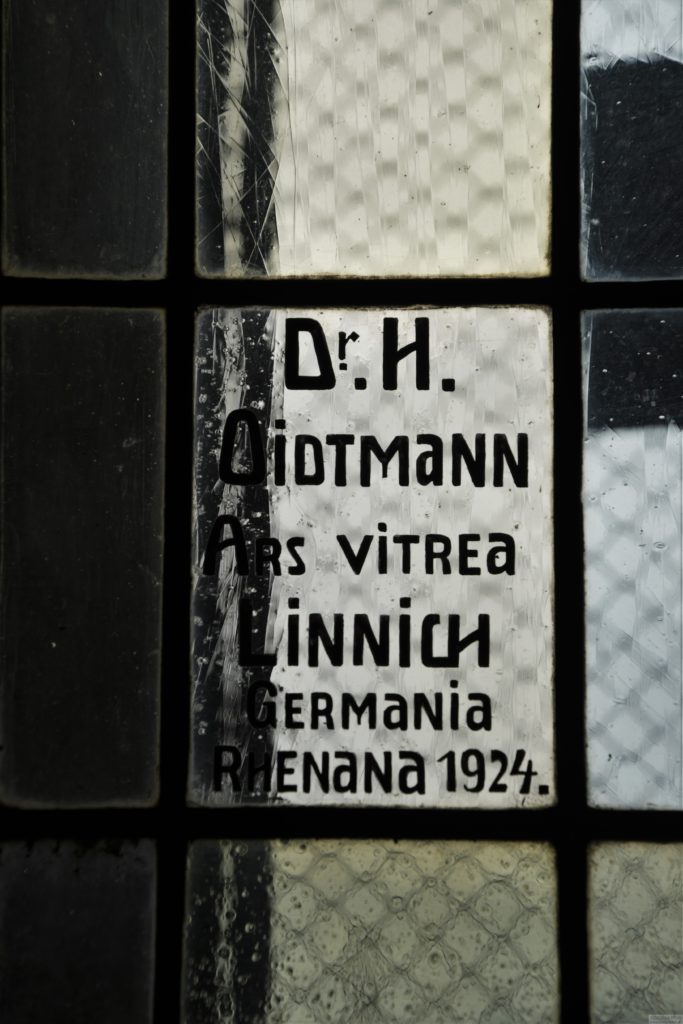 Dr. H.
Oidtmann
Ars vitrea
Linnich
Germania
Rhenana 1924.